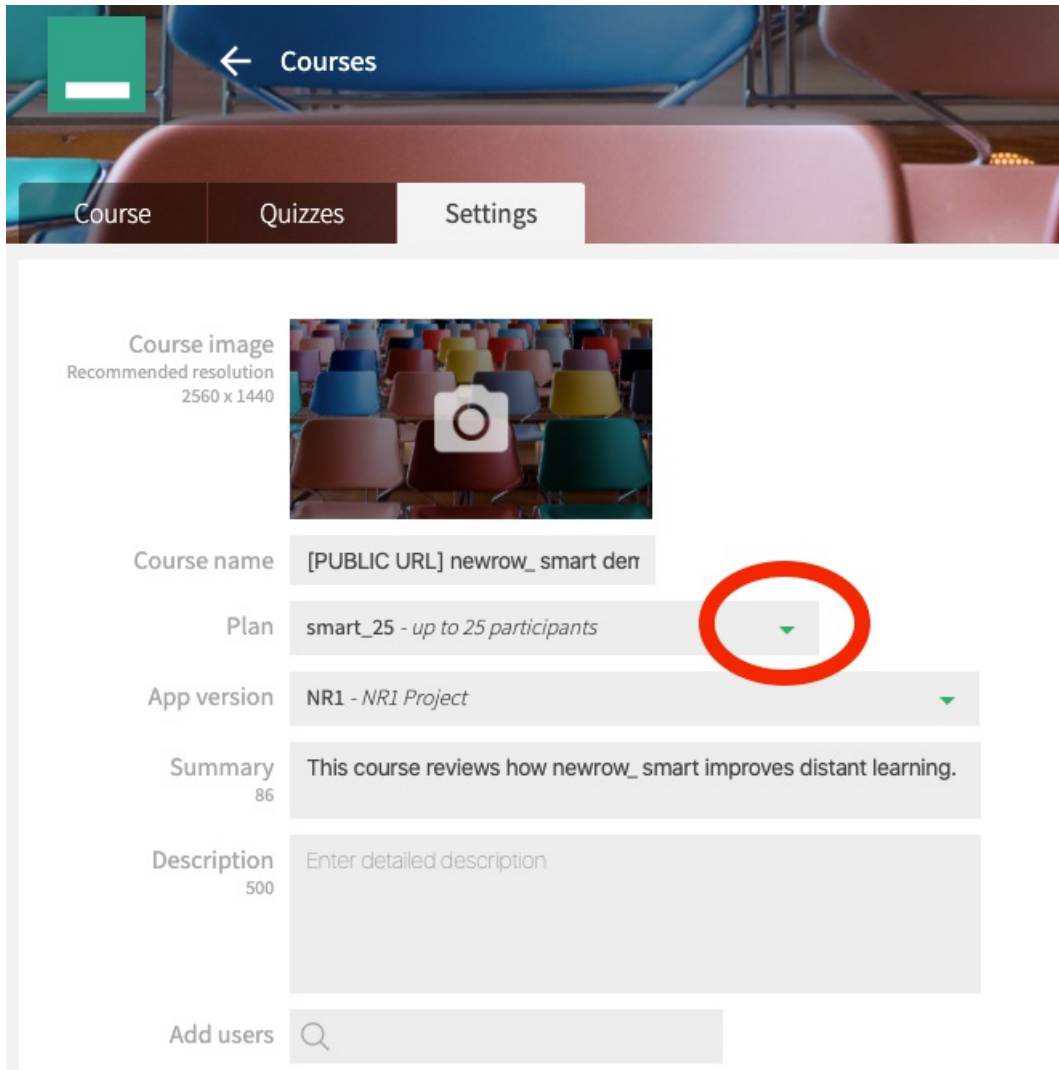 Courses
Course Quizzes Settings
Course image
Recommended resolution
2560 x 1440
Course name [PUBLIC URL] newrow_ smart dem
Plan smart_25 - up to 25 participants
App version NR1 - NR1 Project
Summary This course reviews how newrow_ smart improves distant learning.
86
Description Enter detailed description
500
Add users